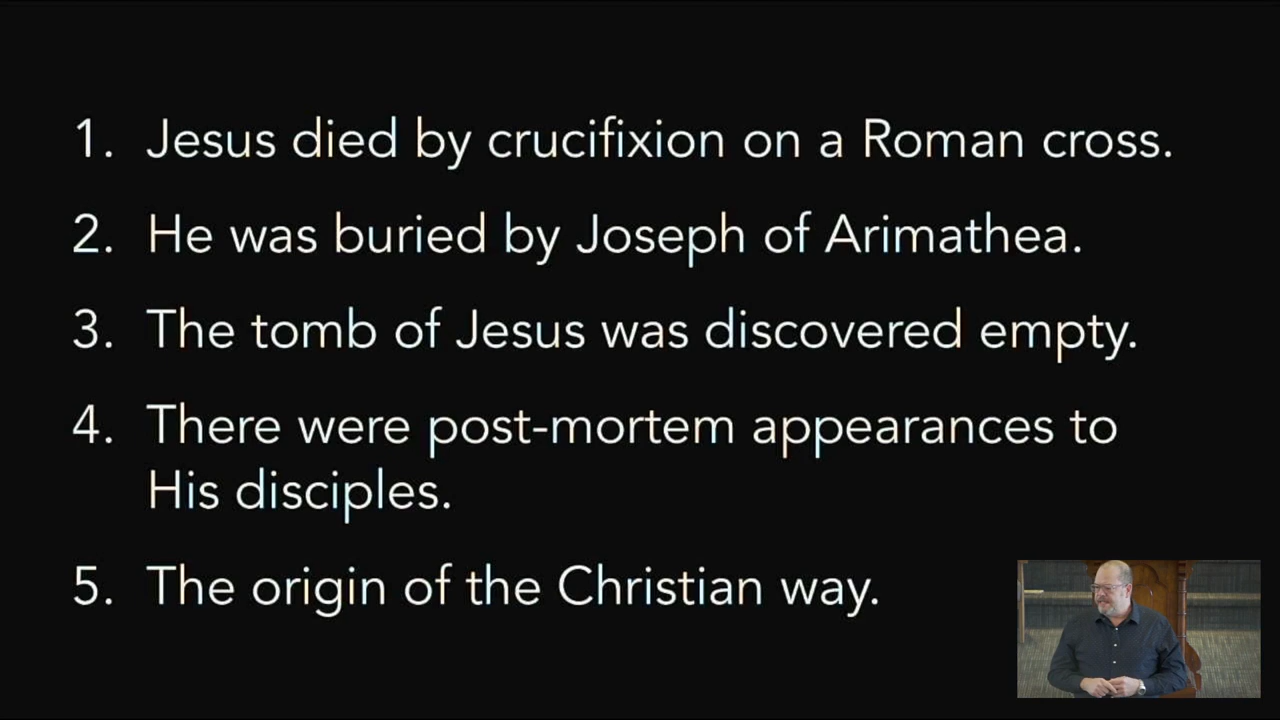 1. Jesus died by crucifixion on a Roman cross.
2. He was buried by Joseph of Arimathea.
3. The tomb of Jesus was discovered empty.
4. There were post-mortem appearances to
His disciples.
5. The origin of the Christian way.